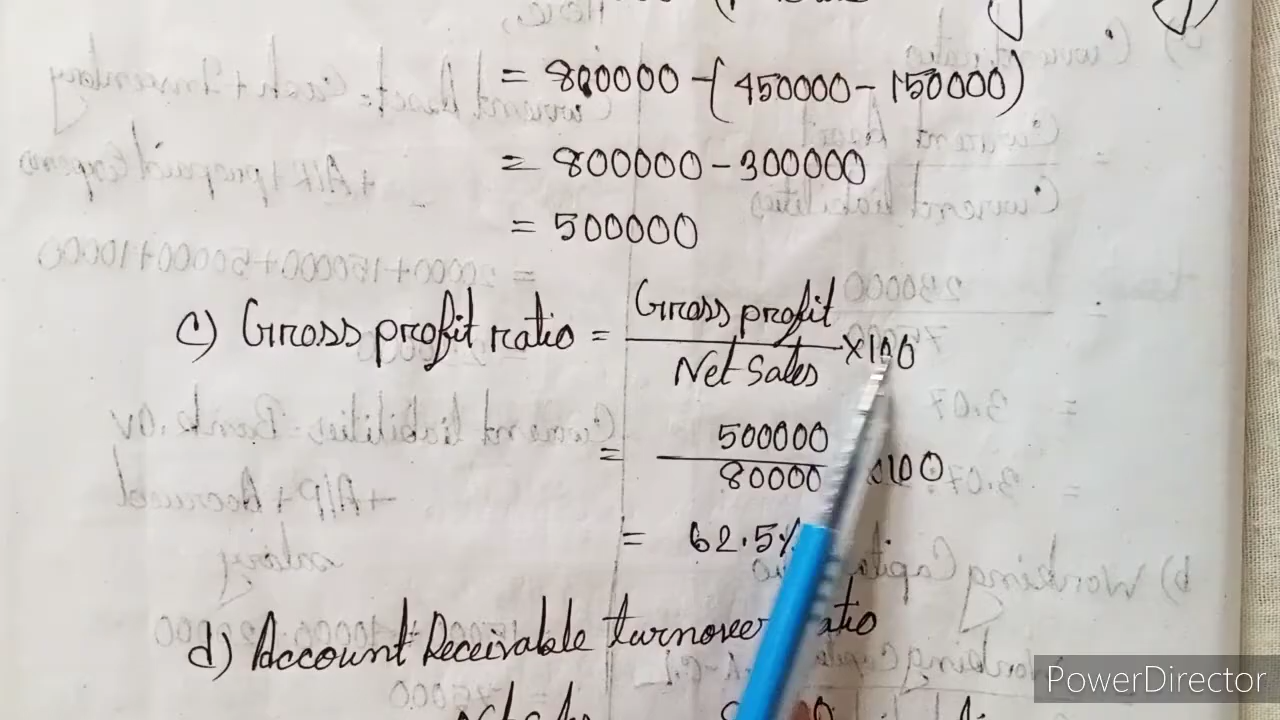 = 800000 - (450000 - 150000)
= 800000 - 300000
= 500000
c) Gross profit ratio = Gross profit / Net Sales × 100
= 500000 / 80000 × 100
= 62.5%
d) Account Receivable turnover ratio
PowerDirector